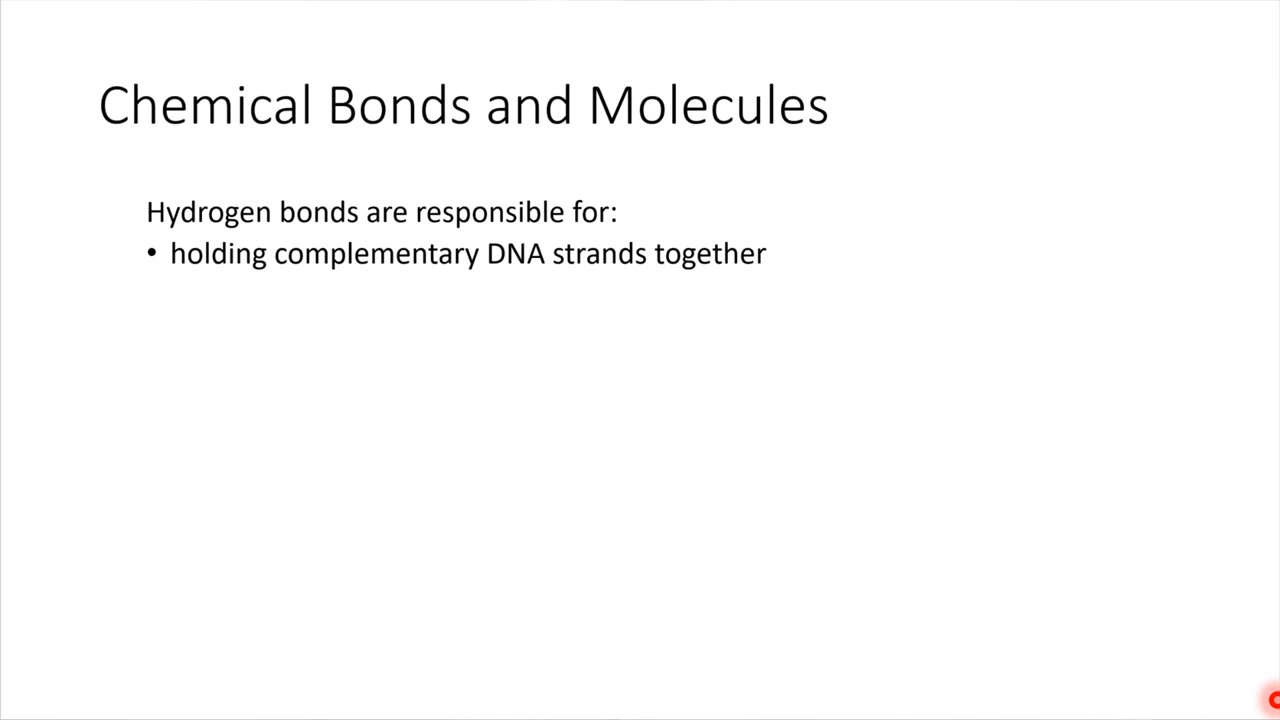 Chemical Bonds and Molecules
Hydrogen bonds are responsible for:
• holding complementary DNA strands together